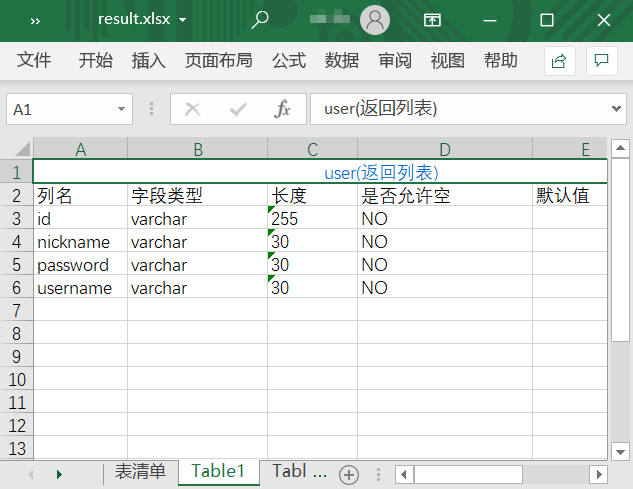 ›› result.xlsx
文件 开始 插入 页面布局 公式 数据 审阅 视图 帮助
A1 fx user(返回列表)
A B C D E
1 user(返回列表)
2 列名 字段类型 长度 是否允许空 默认值
3 id varchar 255 NO
4 nickname varchar 30 NO
5 password varchar 30 NO
6 username varchar 30 NO
7
8
9
10
11
12
13
表清单 Table1 Tabl ...